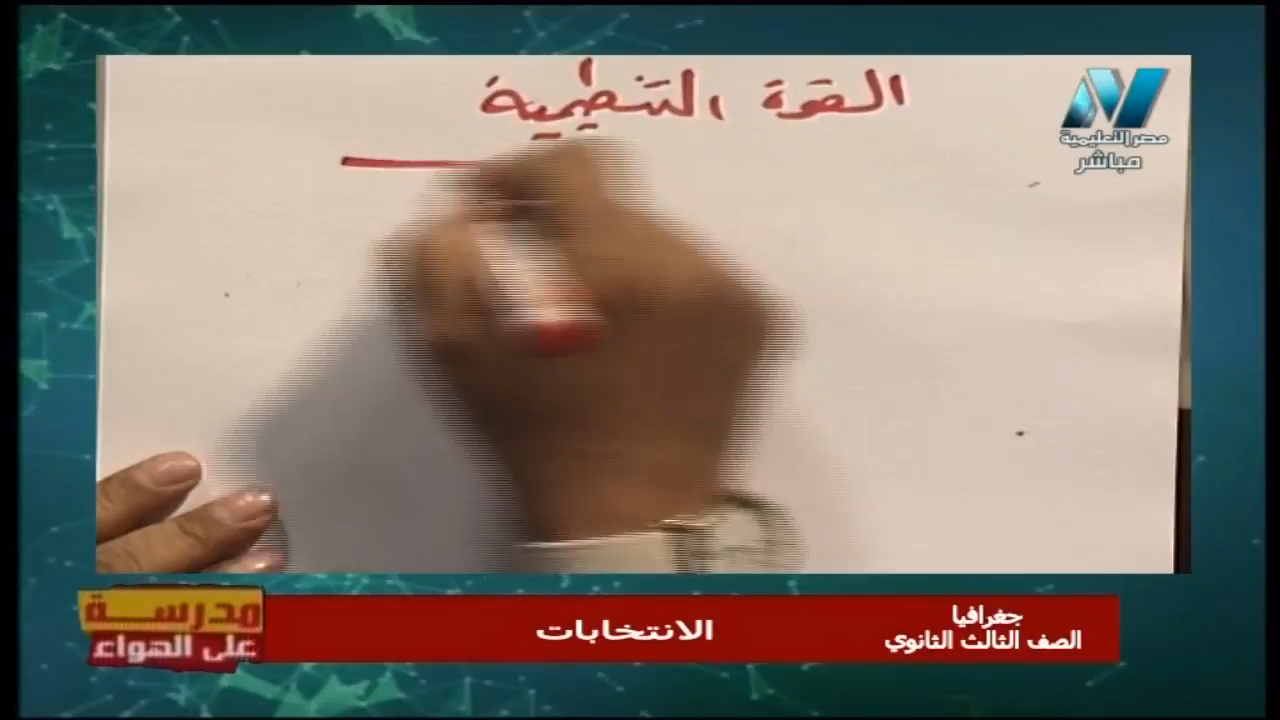 القوة التنظيمية
مصر التعليمية
مباشر
جغرافيا
الصف الثالث الثانوي
الانتخابات
مدرسة
على الهواء